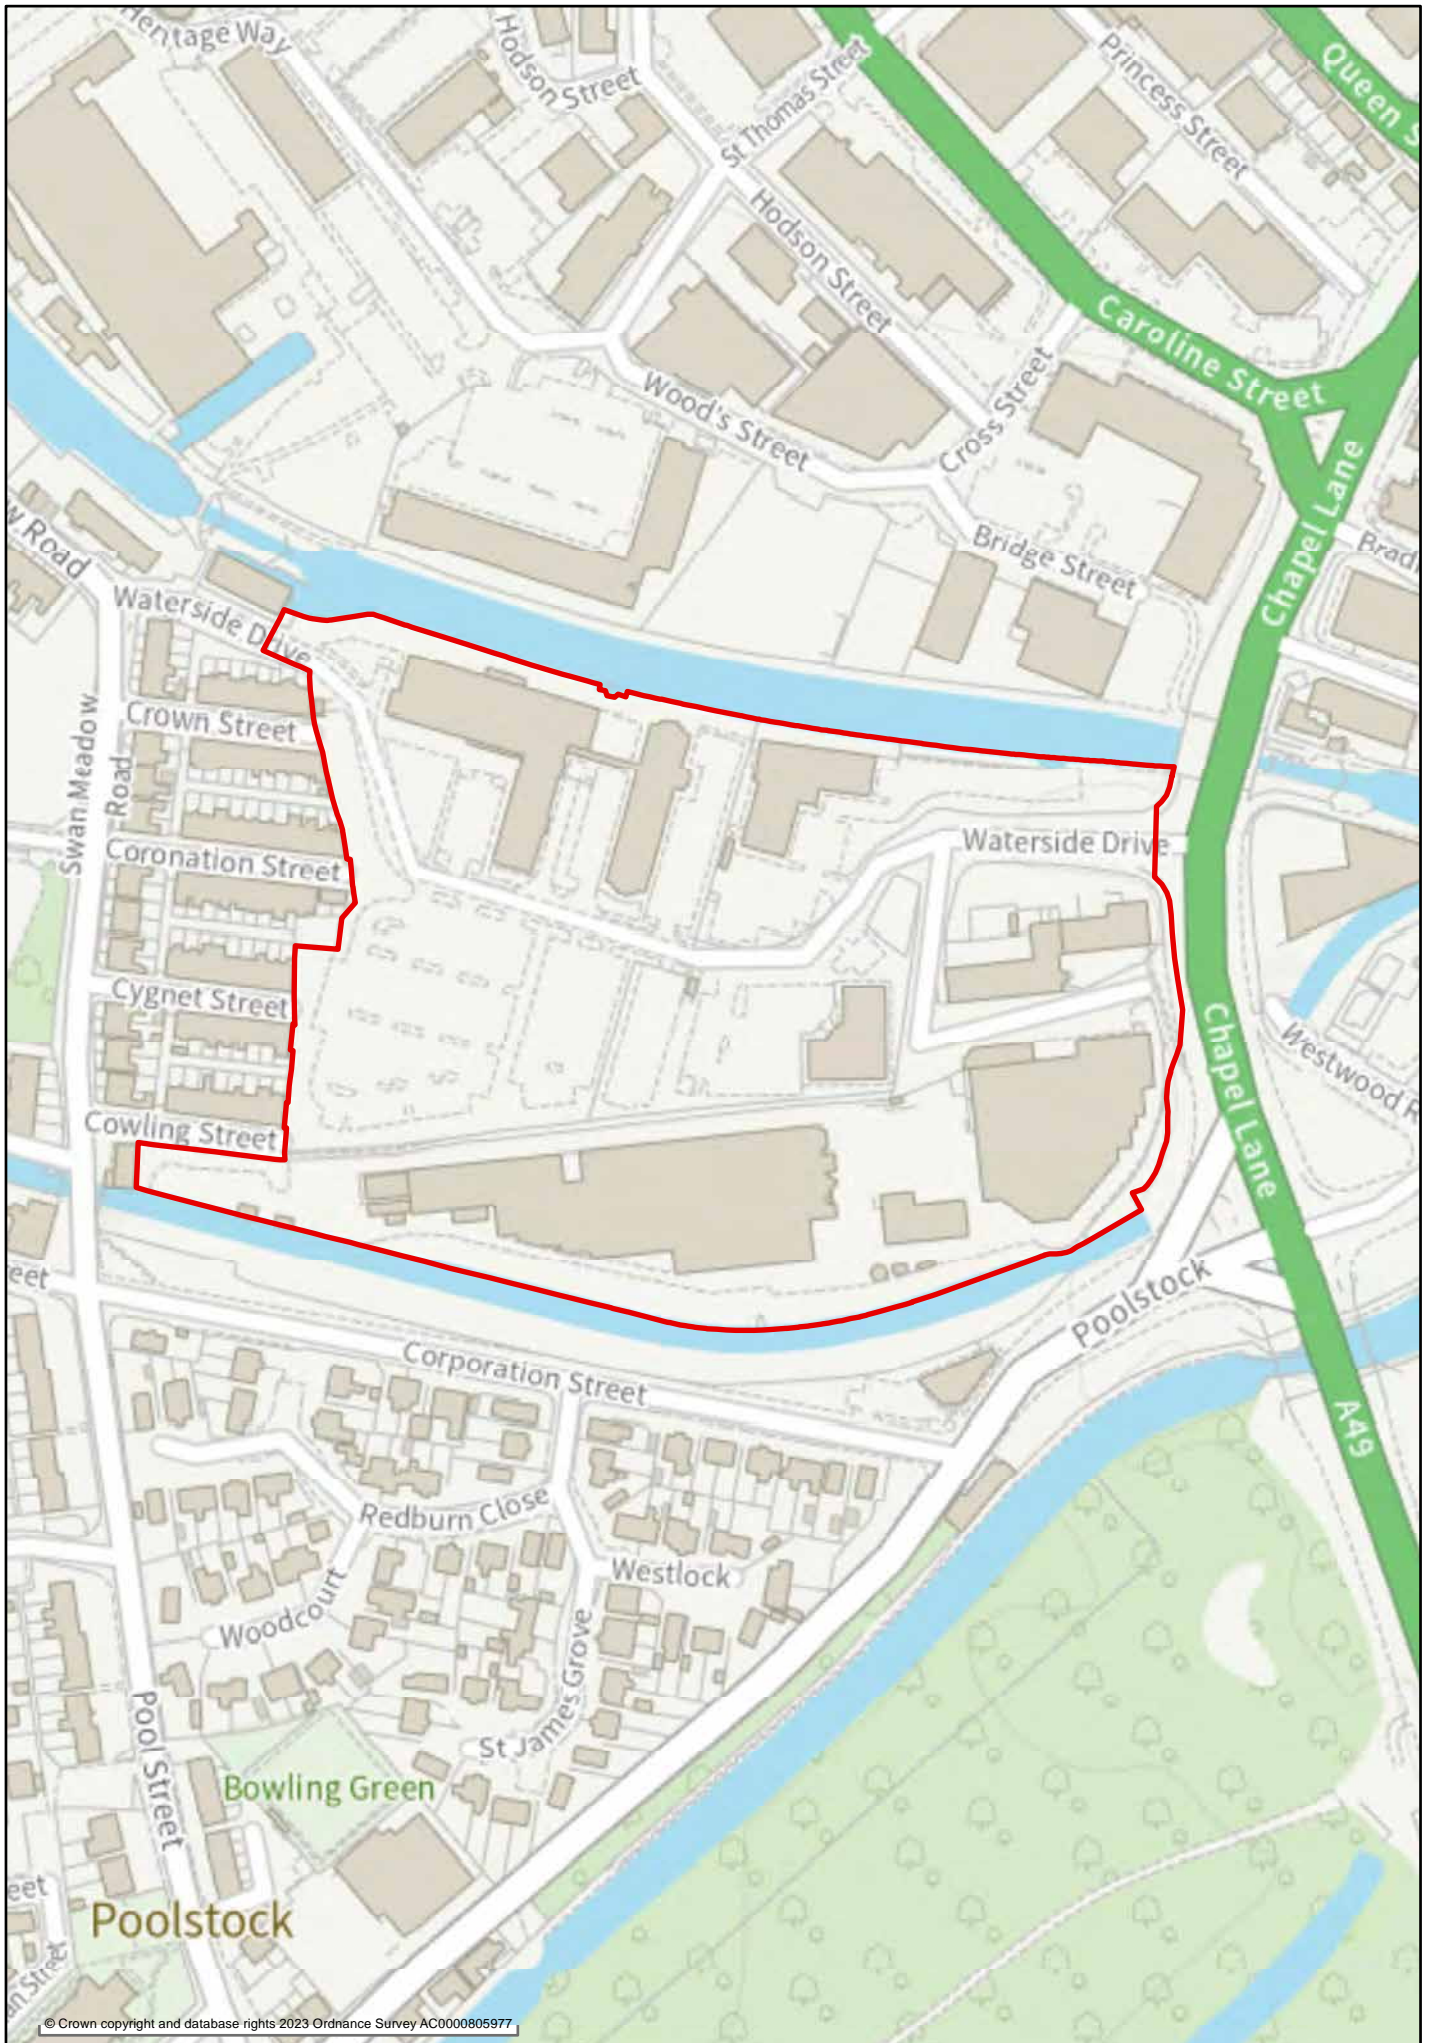 Heritage Way
Hodson Street
St Thomas Street
Princess Street
Queen S
Hodson Street
Caroline Street
Wood's Street
Cross Street
Chapel Lane
Bridge Street
Brad
w Road
Waterside Drive
Crown Street
Swan Meadow
Road
Coronation Street
Waterside Drive
Cygnet Street
Chapel Lane
Westwood R
Cowling Street
eet
Poolstock
Corporation Street
A49
Redburn Close
Westlock
Woodcourt
St James Grove
Pool Street
Bowling Green
eet
Poolstock
an Street
© Crown copyright and database rights 2023 Ordnance Survey AC0000805977